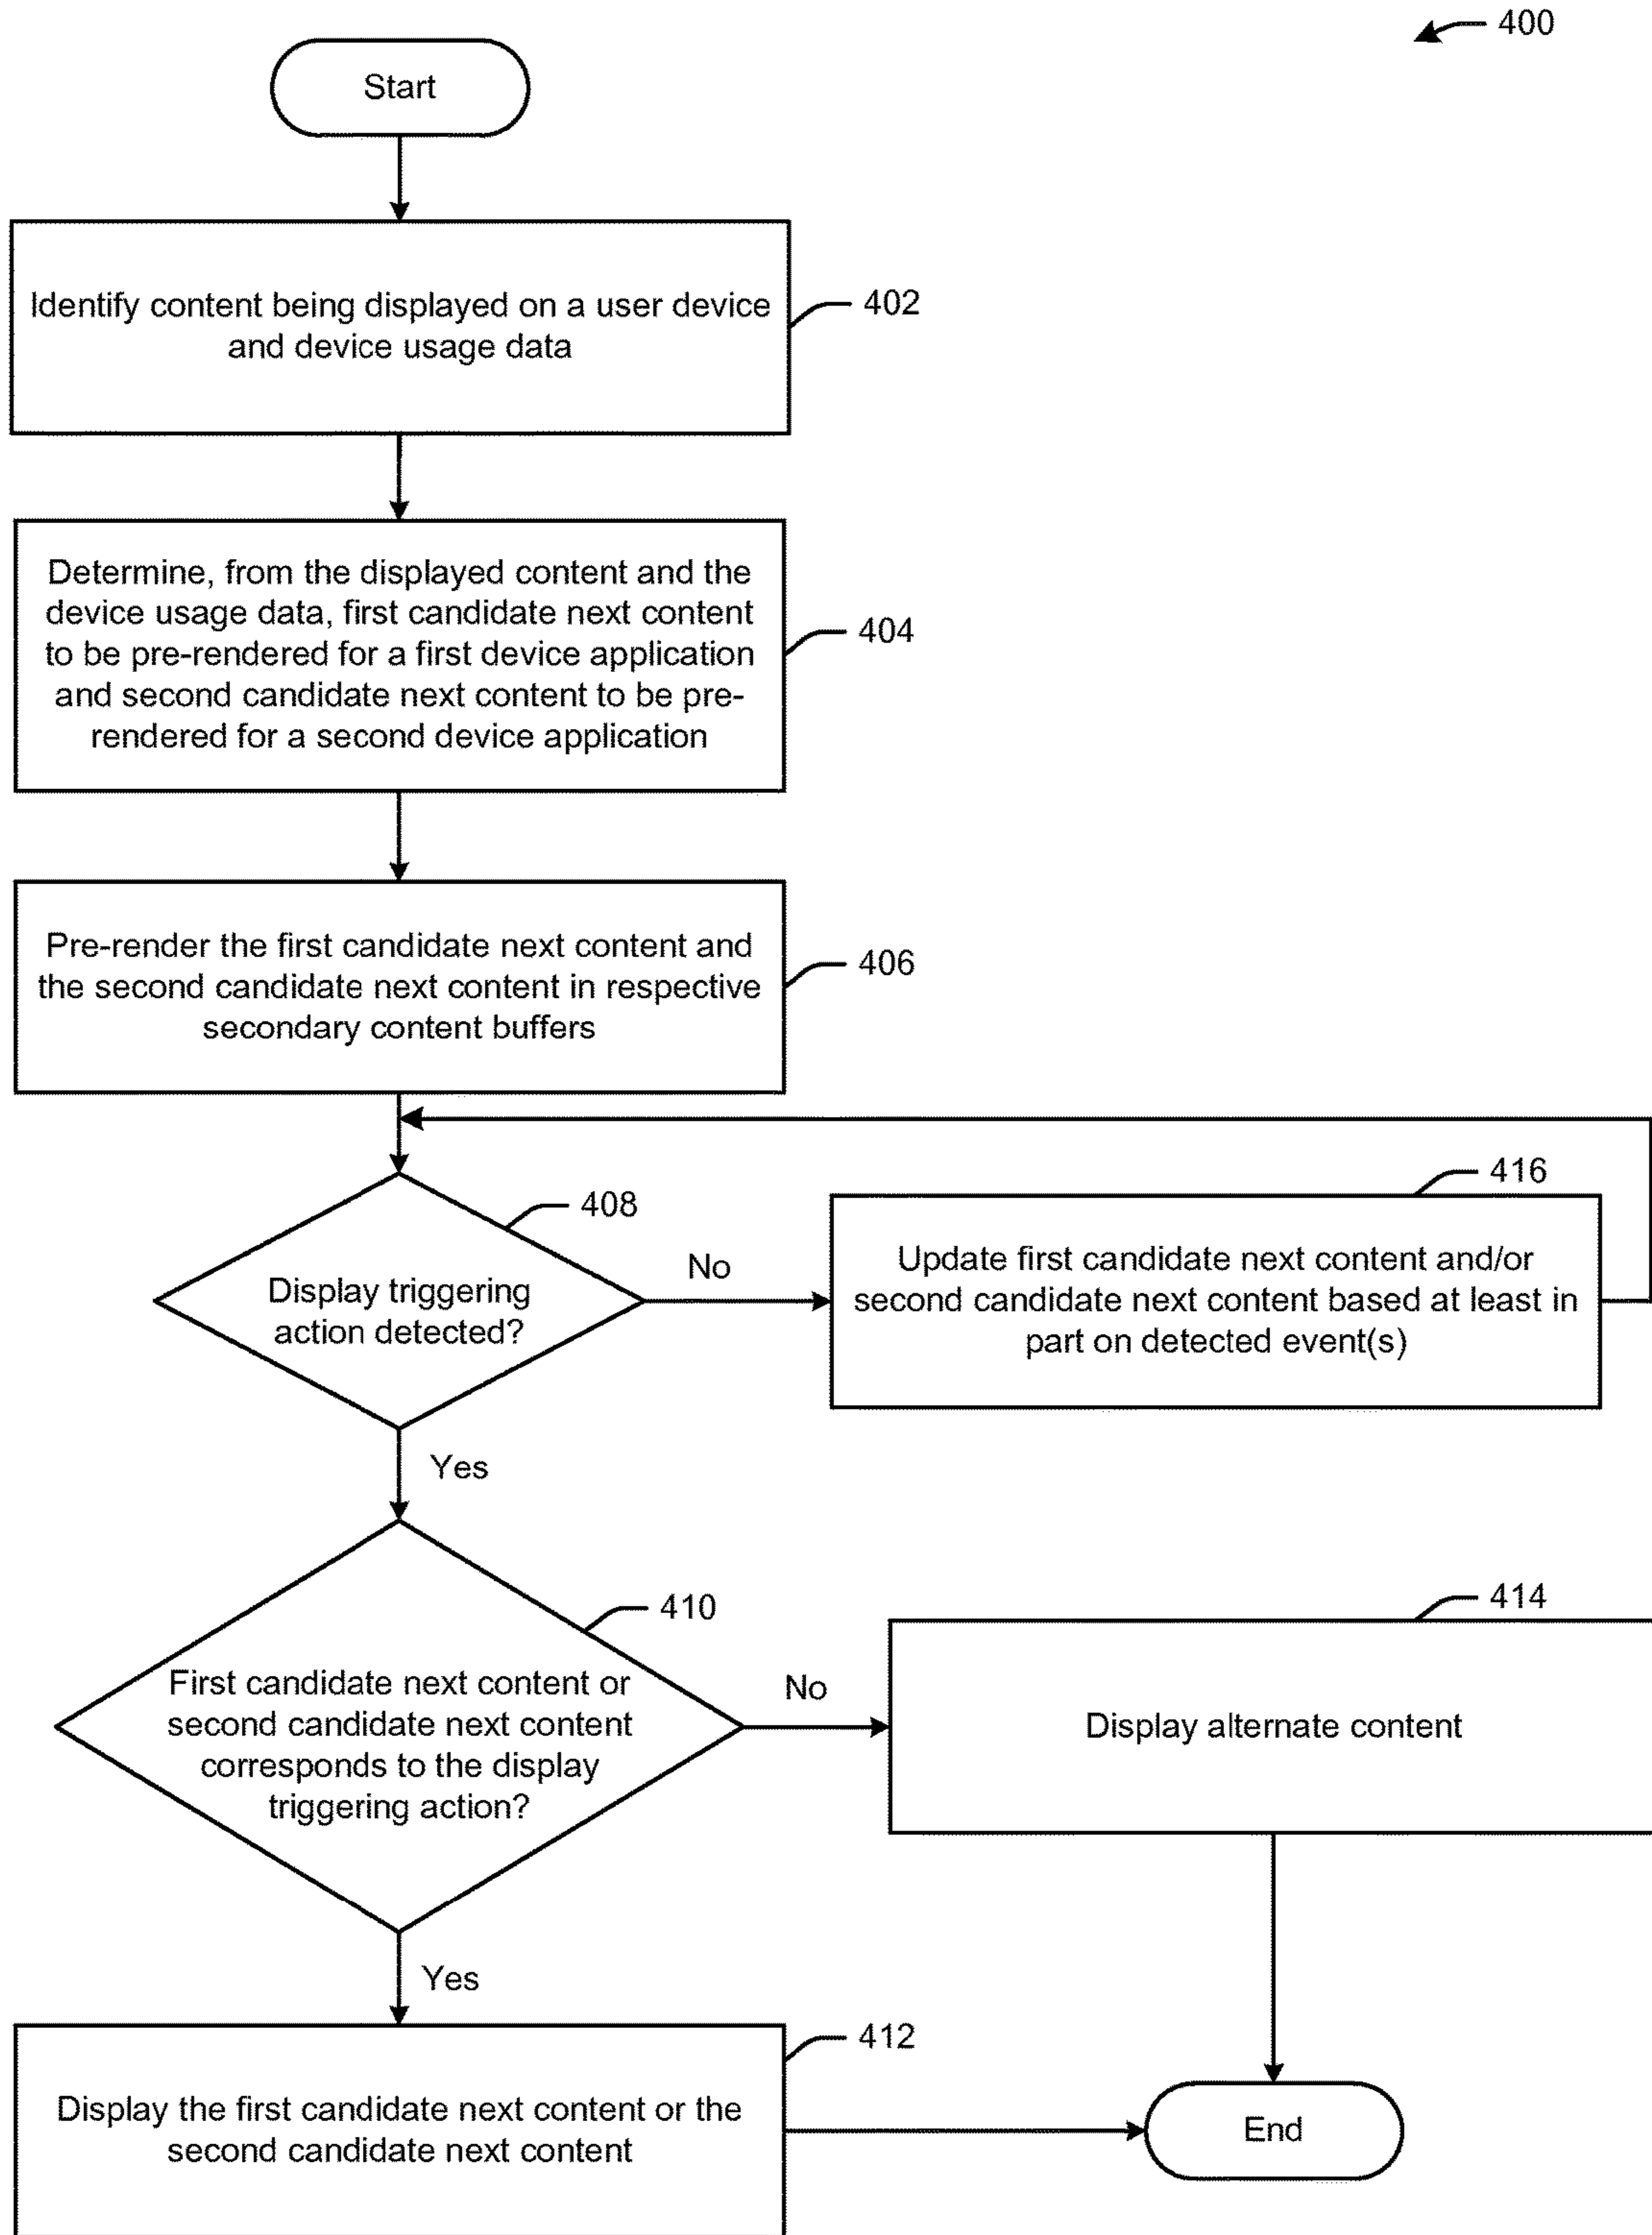 400
Start
Identify content being displayed on a user device
and device usage data
402
Determine, from the displayed content and the
device usage data, first candidate next content
to be pre-rendered for a first device application
and second candidate next content to be pre-
rendered for a second device application
404
Pre-render the first candidate next content and
the second candidate next content in respective
secondary content buffers
406
408
Display triggering
action detected?
No
416
Update first candidate next content and/or
second candidate next content based at least in
part on detected event(s)
Yes
410
First candidate next content or
second candidate next content
corresponds to the display
triggering action?
No
414
Display alternate content
Yes
412
Display the first candidate next content or the
second candidate next content
End